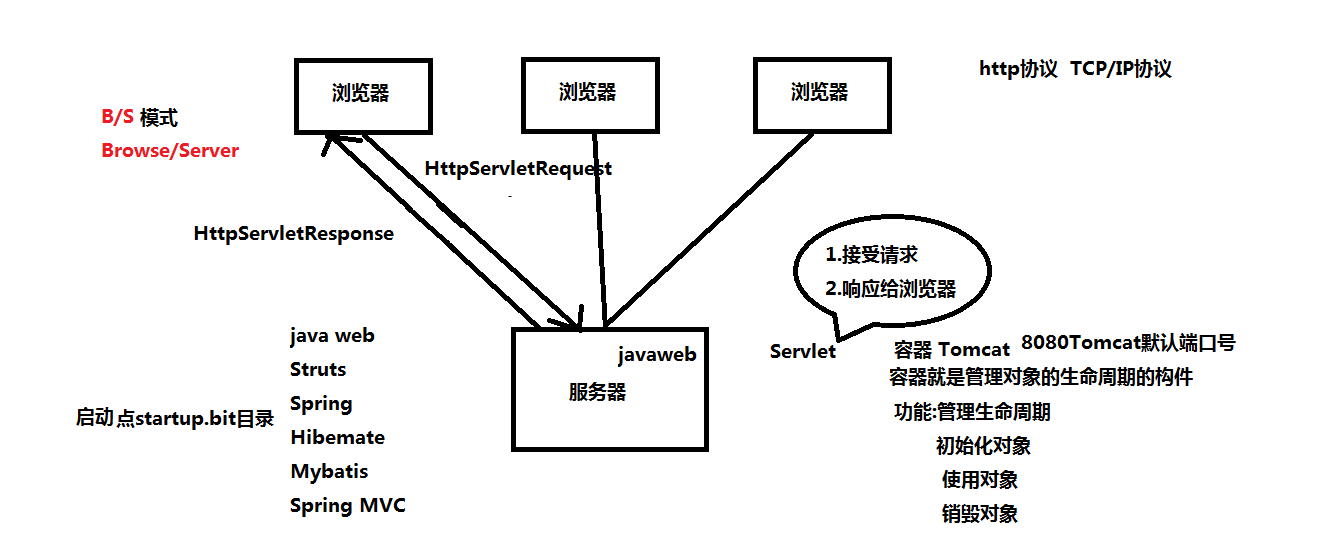 浏览器
浏览器
浏览器
http协议 TCP/IP协议
B/S 模式
Browse/Server
HttpServletRequest
HttpServletResponse
1.接受请求
2.响应给浏览器
java web
Struts
Spring
Hibemate
Mybatis
Spring MVC
启动点startup.bit目录
javaweb
服务器
Servlet
容器 Tomcat 8080Tomcat默认端口号
容器就是管理对象的生命周期的构件
功能:管理生命周期
初始化对象
使用对象
销毁对象